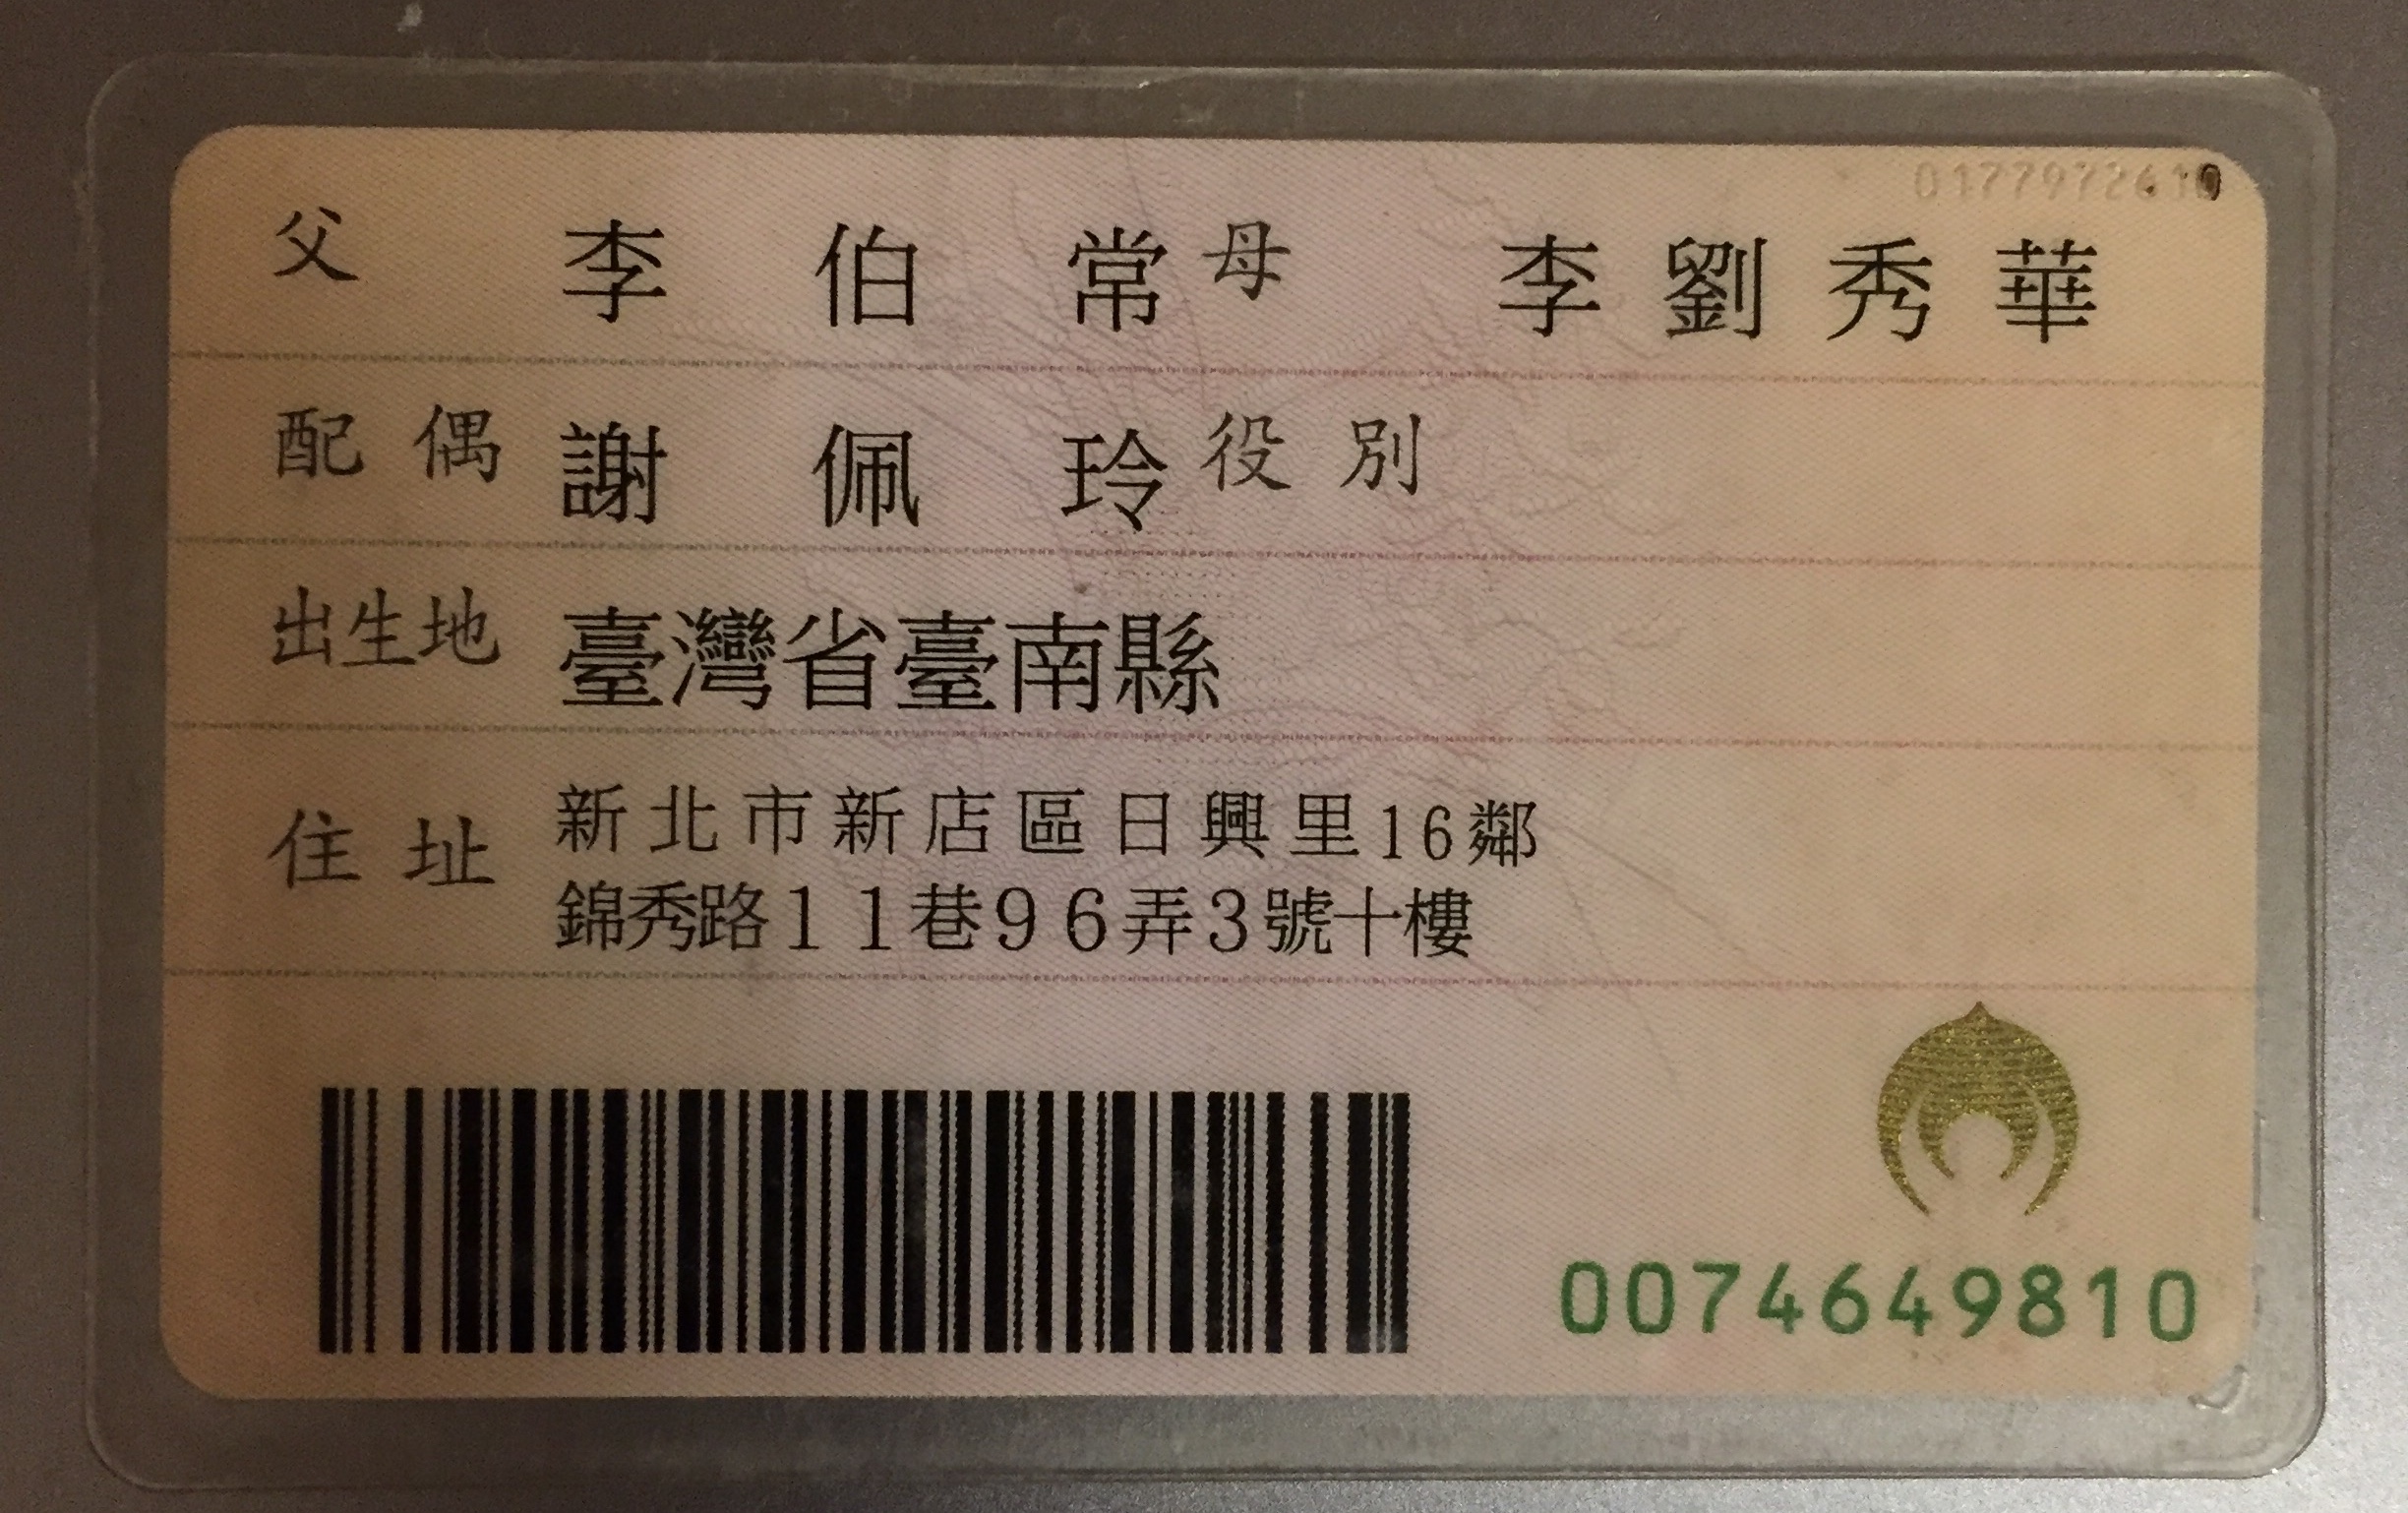 0177972610
父 李伯常 母 李劉秀華
配偶 謝佩玲 役別
出生地 臺灣省臺南縣
住址 新北市新店區日興里16鄰
錦秀路11巷96弄3號十樓
0074649810